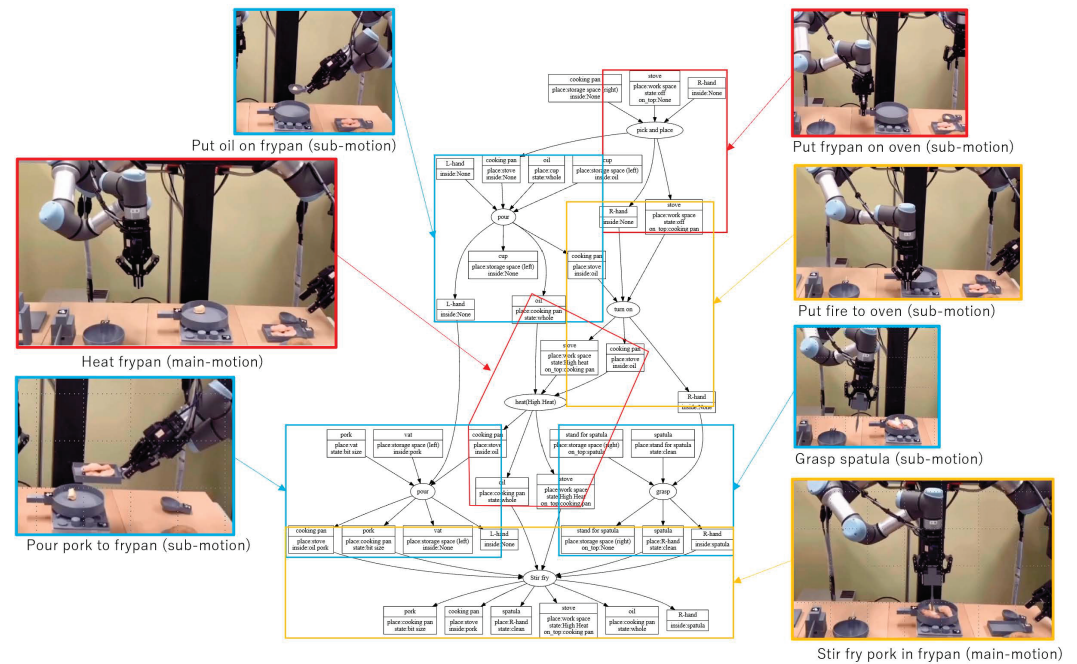 cooking pan
place:storage space (right)
inside:None
stove
place:work space
state:off
on_top:None
R-hand
inside:None
pick and place
Put oil on frypan (sub-motion)
Put frypan on oven (sub-motion)
L-hand
inside:None
cooking pan
place:stove
inside:None
oil
place:cup
state:whole
cup
place:storage space (left)
inside:oil
pour
R-hand
inside:None
stove
place:work space
state:off
on_top:cooking pan
cup
place:storage space (left)
inside:None
cooking pan
place:stove
inside:oil
L-hand
inside:None
oil
place:cooking pan
state:whole
turn on
Put fire to oven (sub-motion)
Heat frypan (main-motion)
stove
place:work space
state:High heat
on_top:cooking pan
cooking pan
place:stove
inside:oil
heat(High Heat)
R-hand
inside:None
pork
place:vat
state:bit size
vat
place:storage space (left)
inside:pork
cooking pan
place:stove
inside:oil
stand for spatula
place:storage space (right)
on_top:spatula
spatula
place:stand for spatula
state:clean
Grasp spatula (sub-motion)
pour
oil
place:cooking pan
state:whole
stove
place:work space
state:High Heat
on_top:cooking pan
grasp
Pour pork to frypan (sub-motion)
cooking pan
place:stove
inside:oil pork
pork
place:cooking pan
state:bit size
vat
place:storage space (left)
inside:None
L-hand
inside:None
stand for spatula
place:storage space (right)
on_top:None
spatula
place:R-hand
state:clean
R-hand
inside:spatula
Stir fry
pork
place:cooking pan
state:bit size
cooking pan
place:stove
inside:pork
spatula
place:R-hand
state:clean
stove
place:work space
state:High Heat
on_top:cooking pan
oil
place:cooking pan
state:whole
R-hand
inside:spatula
Stir fry pork in frypan (main-motion)